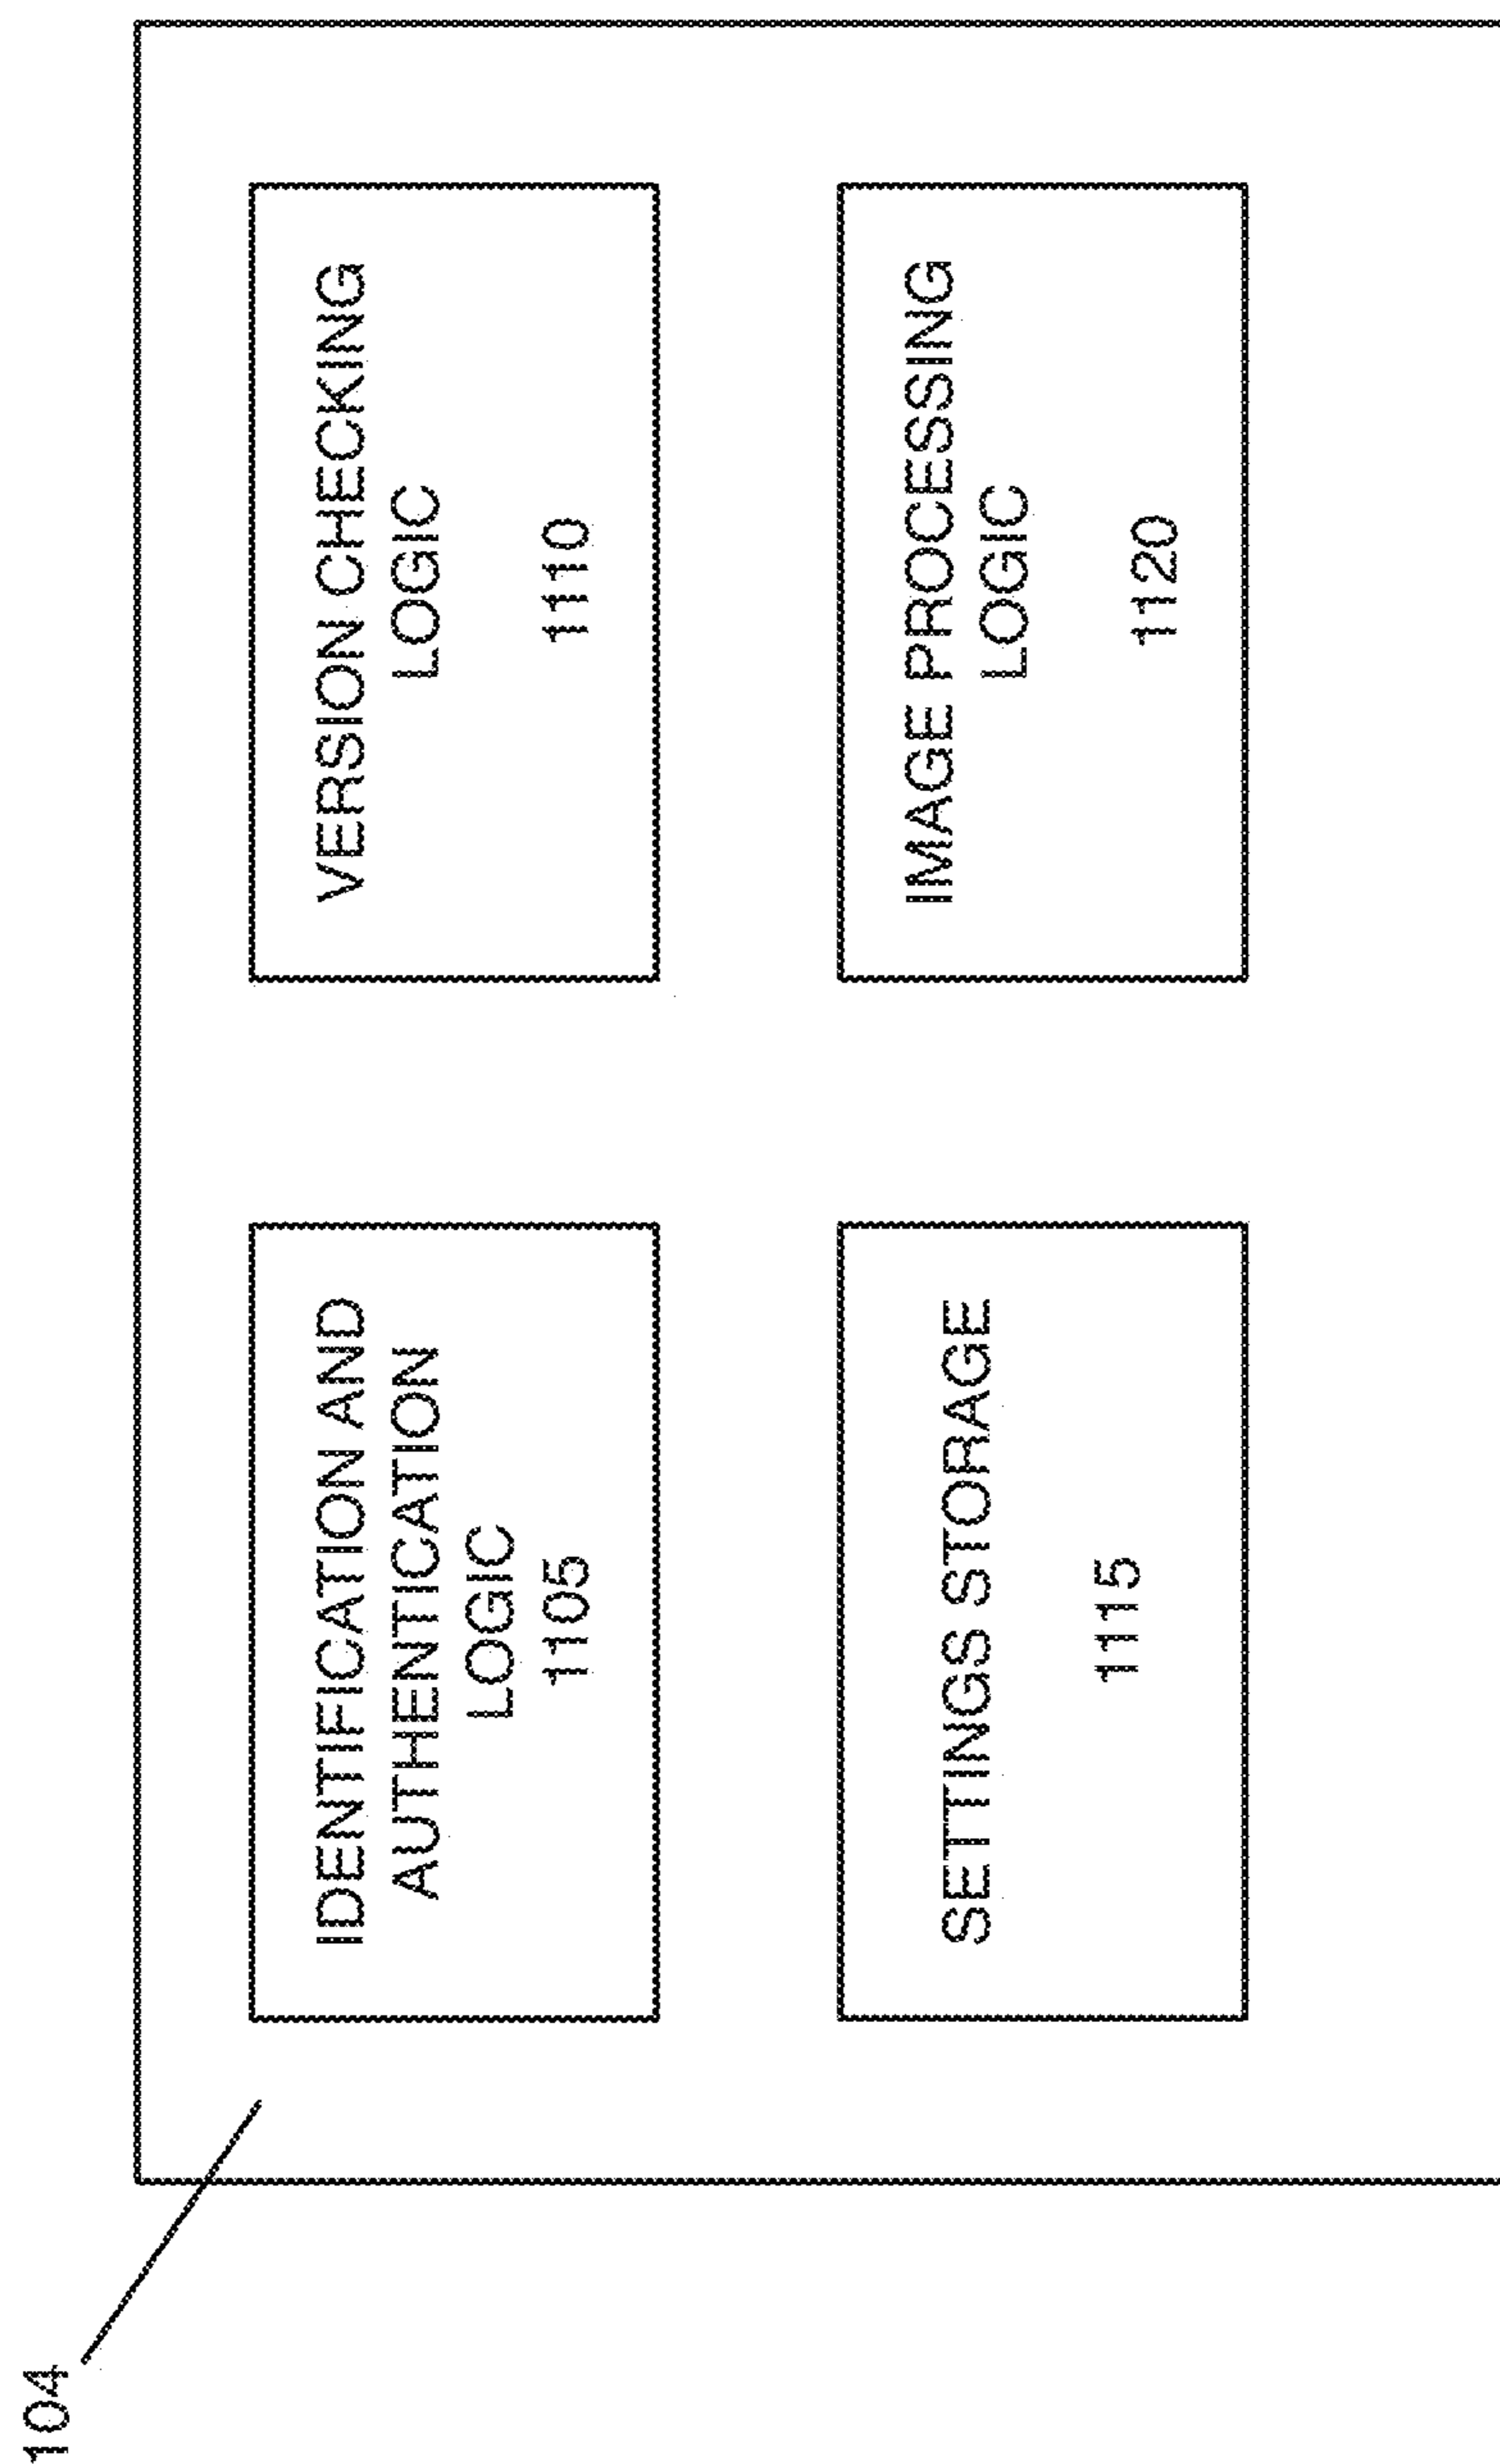 104
IDENTIFICATION AND
AUTHENTICATION
LOGIC
1105
VERSION CHECKING
LOGIC
1110
SETTINGS STORAGE
1115
IMAGE PROCESSING
LOGIC
1120